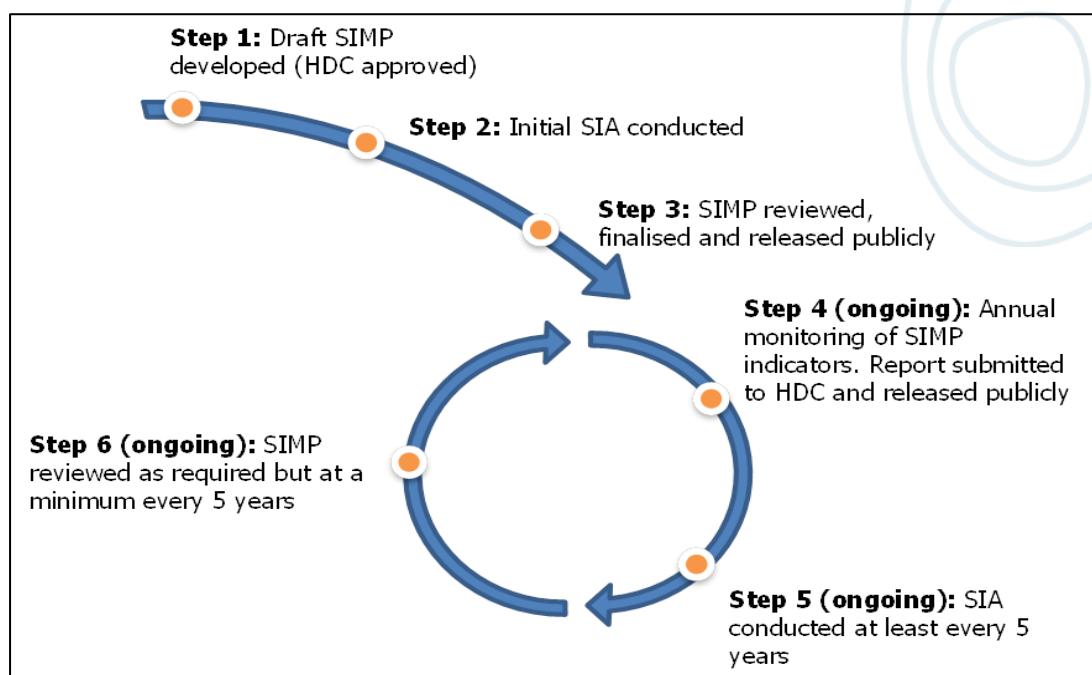 Step 1: Draft SIMP
developed (HDC approved)
Step 2: Initial SIA conducted
Step 3: SIMP reviewed,
finalised and released publicly
Step 4 (ongoing): Annual
monitoring of SIMP
indicators. Report submitted
to HDC and released publicly
Step 5 (ongoing): SIA
conducted at least every 5
years
Step 6 (ongoing): SIMP
reviewed as required but at a
minimum every 5 years